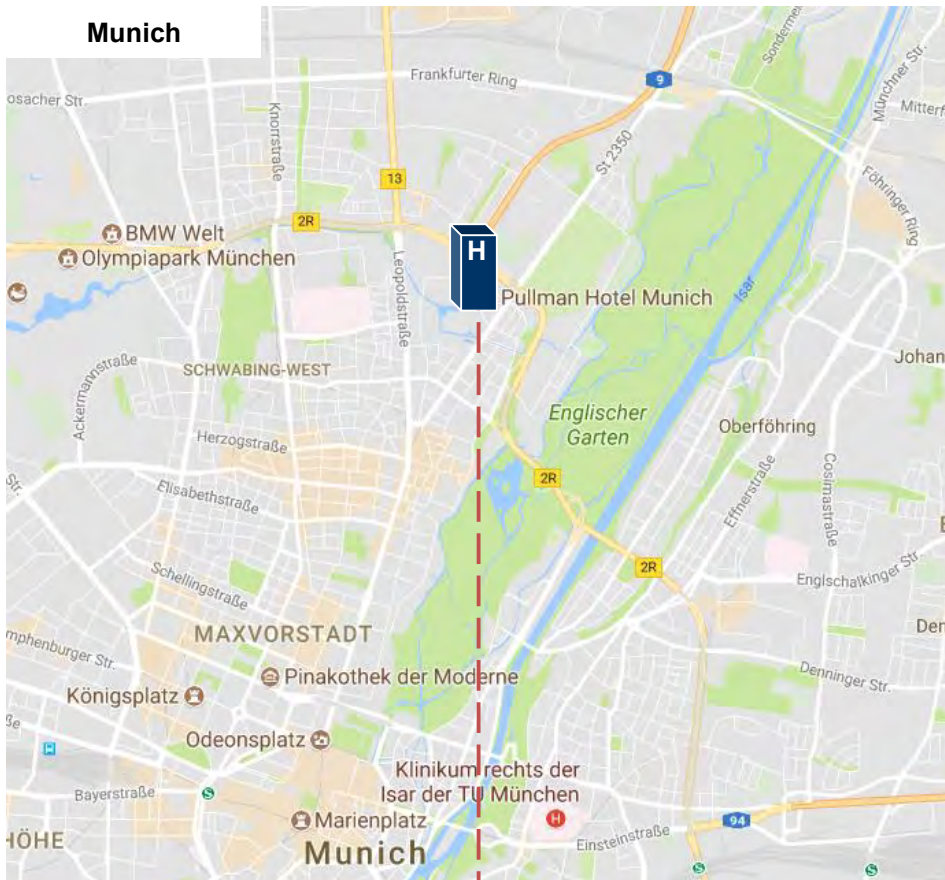 Munich
Frankfurter Ring
9
Sondermei
Münchner Str.
osacher Str.
Mitterf
Knorrstraße
St 2350
13
Föhringer Ring
2R
BMW Welt
Olympiapark München
H
Leopoldstraße
Isar
Pullman Hotel Munich
Ackermannstraße
SCHWABING-WEST
Johan
Englischer
Garten
Oberföhring
Herzogstraße
Elisabethstraße
Str.
2R
Effnerstraße
Cosimastraße
E
Schellingstraße
2R
Englschalkinger Str.
MAXVORSTADT
mphenburger Str.
Den
Pinakothek der Moderne
Königsplatz
Denninger Str.
ße
Odeonsplatz
Klinikum rechts der
Isar der TU München
Bayerstraße
S
Marienplatz
H
94
HÖHE
Munich
Einsteinstraße
S
S